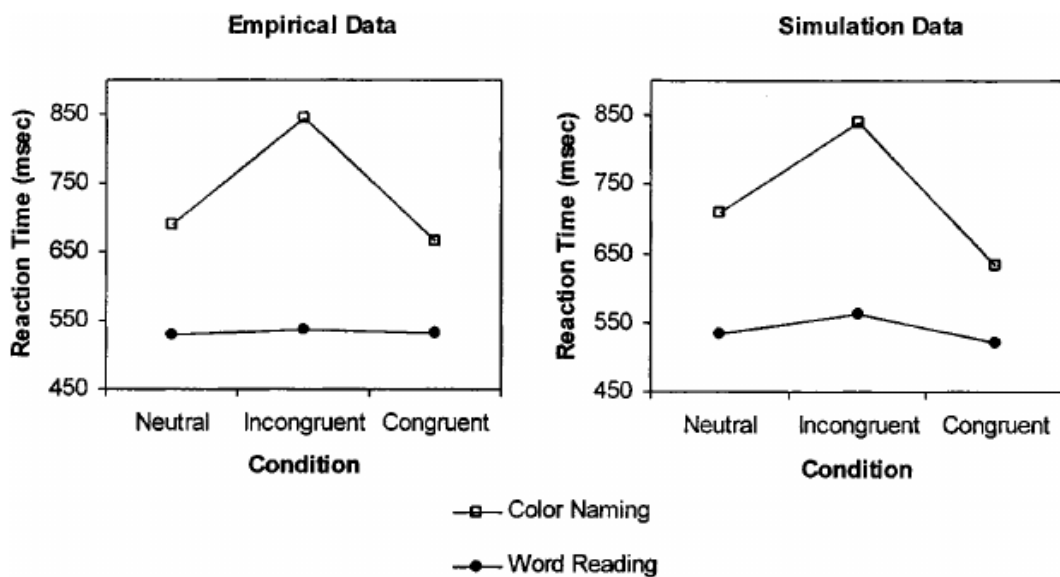 Empirical Data
Reaction Time (msec)
850
750
650
550
450
Neutral Incongruent Congruent
Condition
Simulation Data
Reaction Time (msec)
850
750
650
550
450
Neutral Incongruent Congruent
Condition
Color Naming
Word Reading